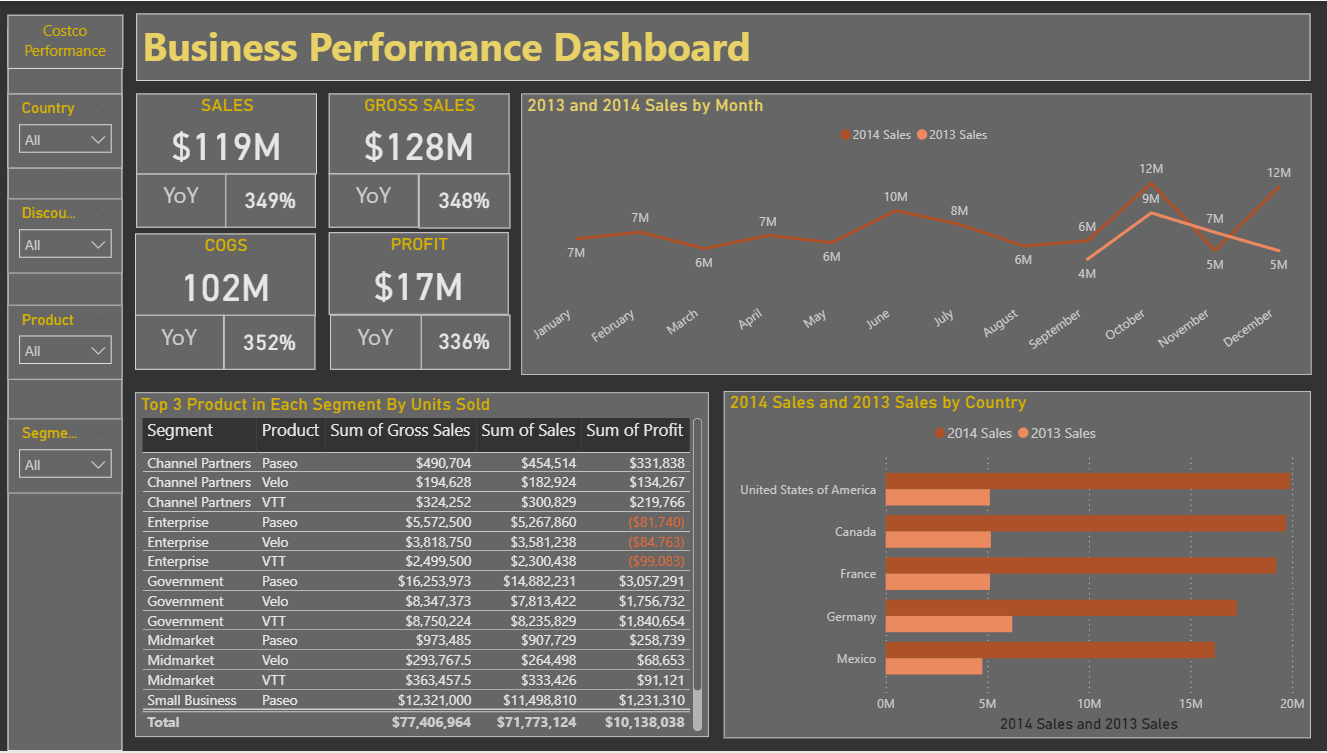 Costco
Performance
Business Performance Dashboard
Country
All
Discou...
All
Product
All
Segme...
All
SALES
$119M
YoY
349%
GROSS SALES
$128M
YoY
348%
COGS
102M
YoY
352%
PROFIT
$17M
YoY
336%
2013 and 2014 Sales by Month
2014 Sales 2013 Sales
7M
7M
6M
7M
6M
10M
8M
6M
6M
4M
12M
9M
7M
5M
12M
5M
January
February
March
April
May
June
July
August
September
October
November
December
Top 3 Product in Each Segment By Units Sold
Segment Product Sum of Gross Sales Sum of Sales Sum of Profit
Channel Partners Paseo $490,704 $454,514 $331,838
Channel Partners Velo $194,628 $182,924 $134,267
Channel Partners VTT $324,252 $300,829 $219,766
Enterprise Paseo $5,572,500 $5,267,860 ($81,740)
Enterprise Velo $3,818,750 $3,581,238 ($84,763)
Enterprise VTT $2,499,500 $2,300,438 ($99,083)
Government Paseo $16,253,973 $14,882,231 $3,057,291
Government Velo $8,347,373 $7,813,422 $1,756,732
Government VTT $8,750,224 $8,235,829 $1,840,654
Midmarket Paseo $973,485 $907,729 $258,739
Midmarket Velo $293,767.5 $264,498 $68,653
Midmarket VTT $363,457.5 $333,426 $91,121
Small Business Paseo $12,321,000 $11,498,810 $1,231,310
Total $77,406,964 $71,773,124 $10,138,038
2014 Sales and 2013 Sales by Country
2014 Sales 2013 Sales
United States of America
Canada
France
Germany
Mexico
0M 5M 10M 15M 20M
2014 Sales and 2013 Sales